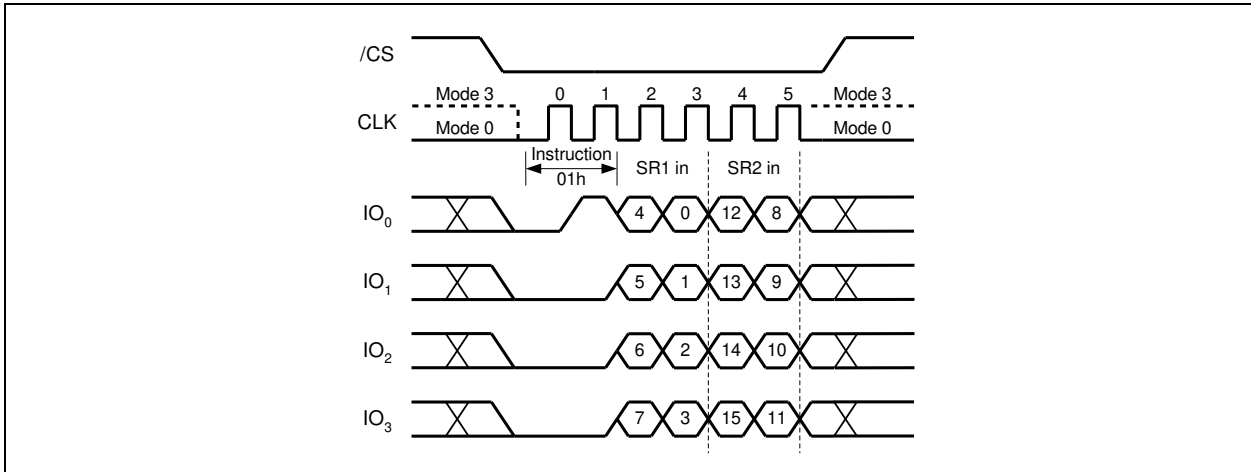 /CS
Mode 3 0 1 2 3 4 5 Mode 3
CLK Mode 0 Mode 0
Instruction
01h SR1 in SR2 in
IO0 4 0 12 8
IO1 5 1 13 9
IO2 6 2 14 10
IO3 7 3 15 11